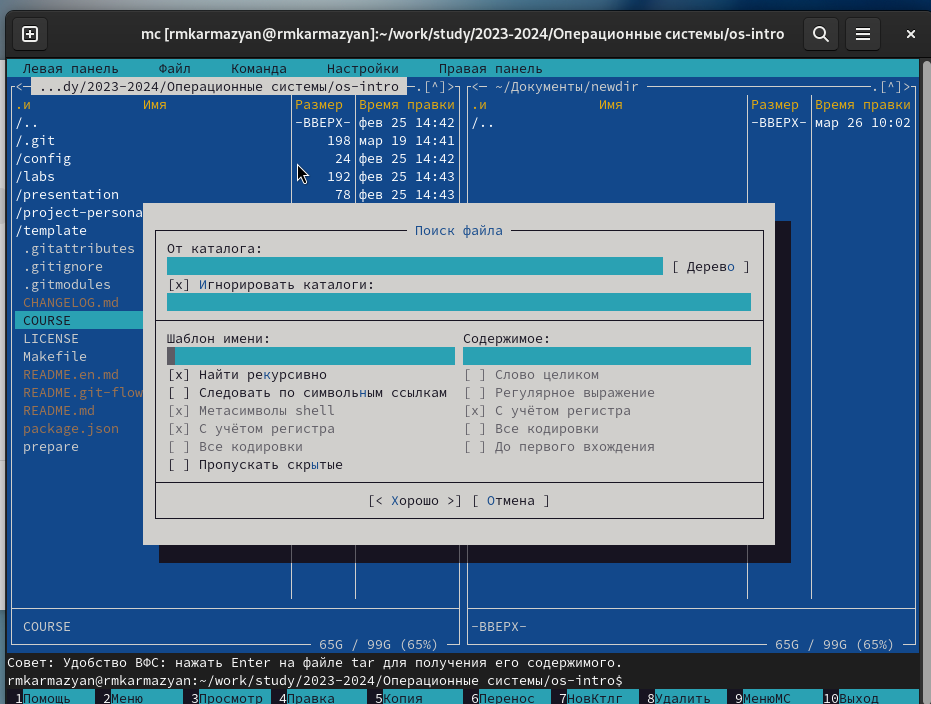 mc [rmkarmazyan@rmkarmazyan]:~/work/study/2023-2024/Операционные системы/os-intro
Левая панель Файл Команда Настройки Правая панель
<— ...dy/2023-2024/Операционные системы/os-intro —.[^]>
<— ~/Документы/newdir —.[^]>
.и Имя Размер Время правки .и Имя Размер Время правки
/.. -ВВЕРХ- фев 25 14:42 /.. -ВВЕРХ- мар 26 10:02
/.git 198 мар 19 14:41
/config 24 фев 25 14:42
/labs 192 фев 25 14:43
/presentation 78 фев 25 14:43
/project-persona
/template
.gitattributes
.gitignore
.gitmodules
CHANGELOG.md
COURSE
LICENSE
Makefile
README.en.md
README.git-flow
README.md
package.json
prepare
Поиск файла
От каталога:
[ Дерево ]
[x] Игнорировать каталоги:
Шаблон имени: Содержимое:
[x] Найти рекурсивно [ ] Слово целиком
[ ] Следовать по символьным ссылкам [ ] Регулярное выражение
[x] Метасимволы shell [x] С учётом регистра
[x] С учётом регистра [ ] Все кодировки
[ ] Все кодировки [ ] До первого вхождения
[ ] Пропускать скрытые
[< Хорошо >] [ Отмена ]
COURSE -ВВЕРХ-
65G / 99G (65%) 65G / 99G (65%)
Совет: Удобство ВФС: нажать Enter на файле tar для получения его содержимого.
rmkarmazyan@rmkarmazyan:~/work/study/2023-2024/Операционные системы/os-intro$
1Помощь 2Меню 3Просмотр 4Правка 5Копия 6Перенос 7НовКтлг 8Удалить 9МенюМС 10Выход